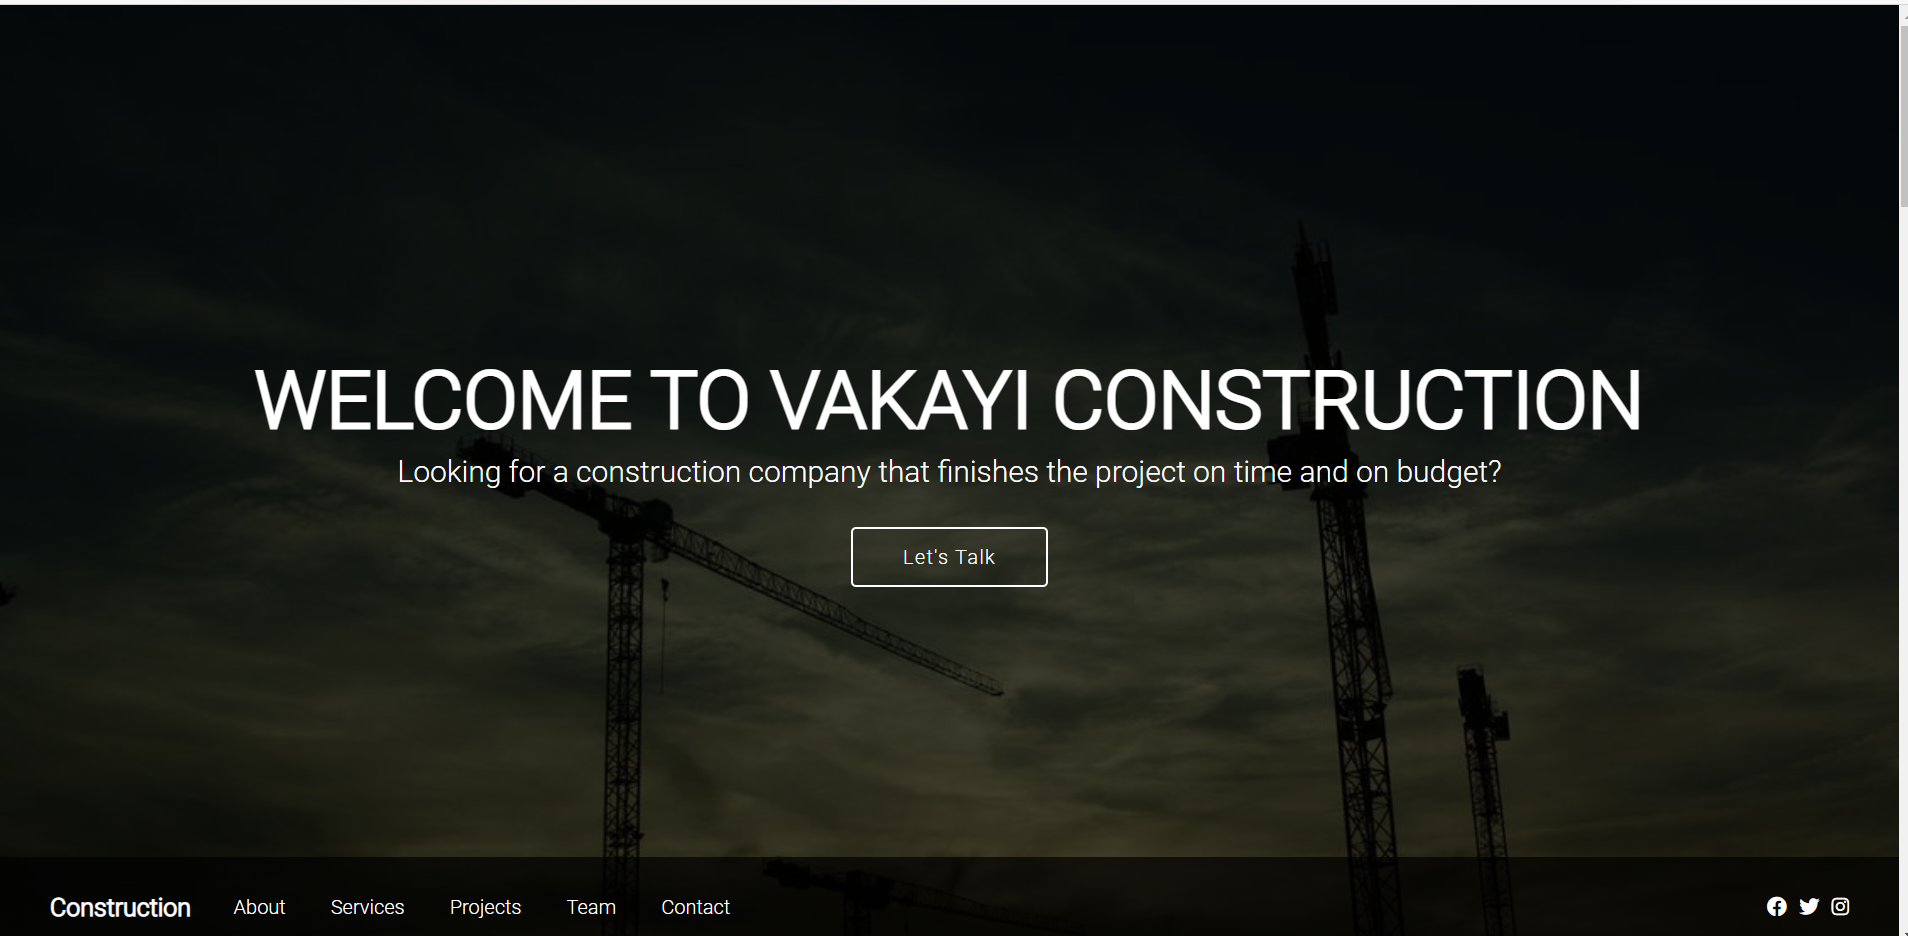 WELCOME TO VAKAYI CONSTRUCTION
Looking for a construction company that finishes the project on time and on budget?
Let's Talk
Construction About Services Projects Team Contact